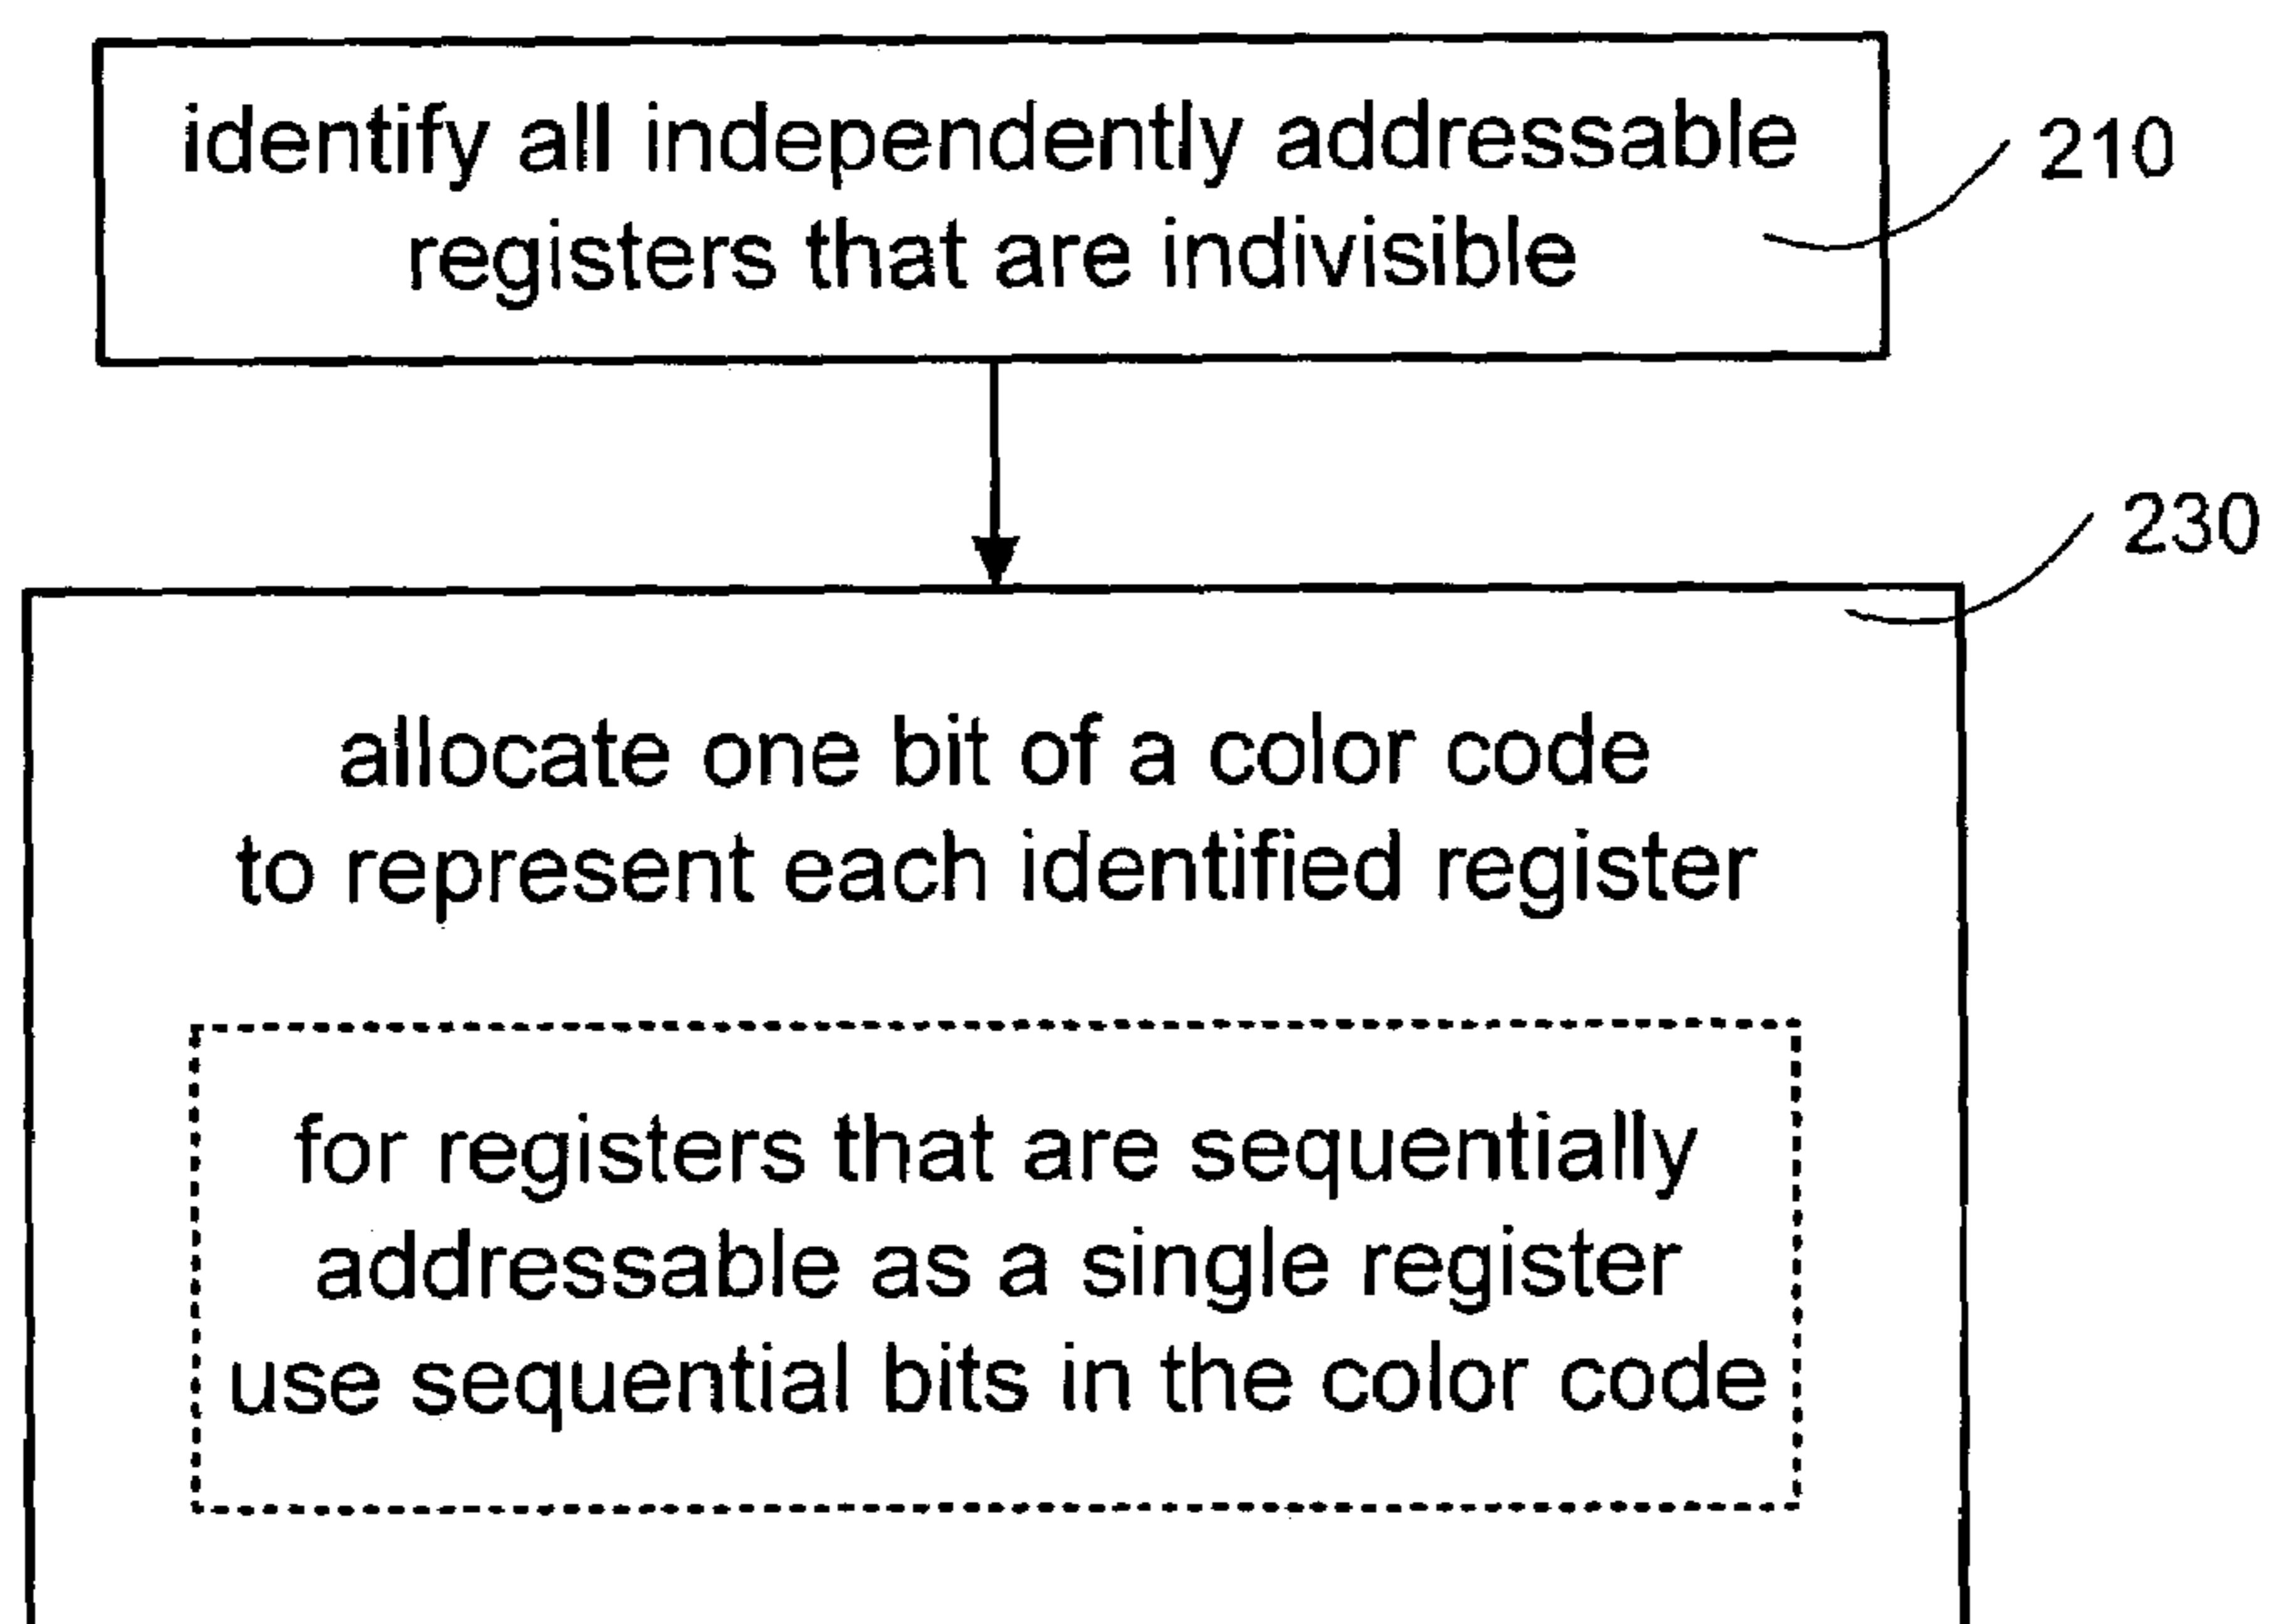 identify all independently addressable
registers that are indivisible
210
230
allocate one bit of a color code
to represent each identified register
for registers that are sequentially
addressable as a single register
use sequential bits in the color code